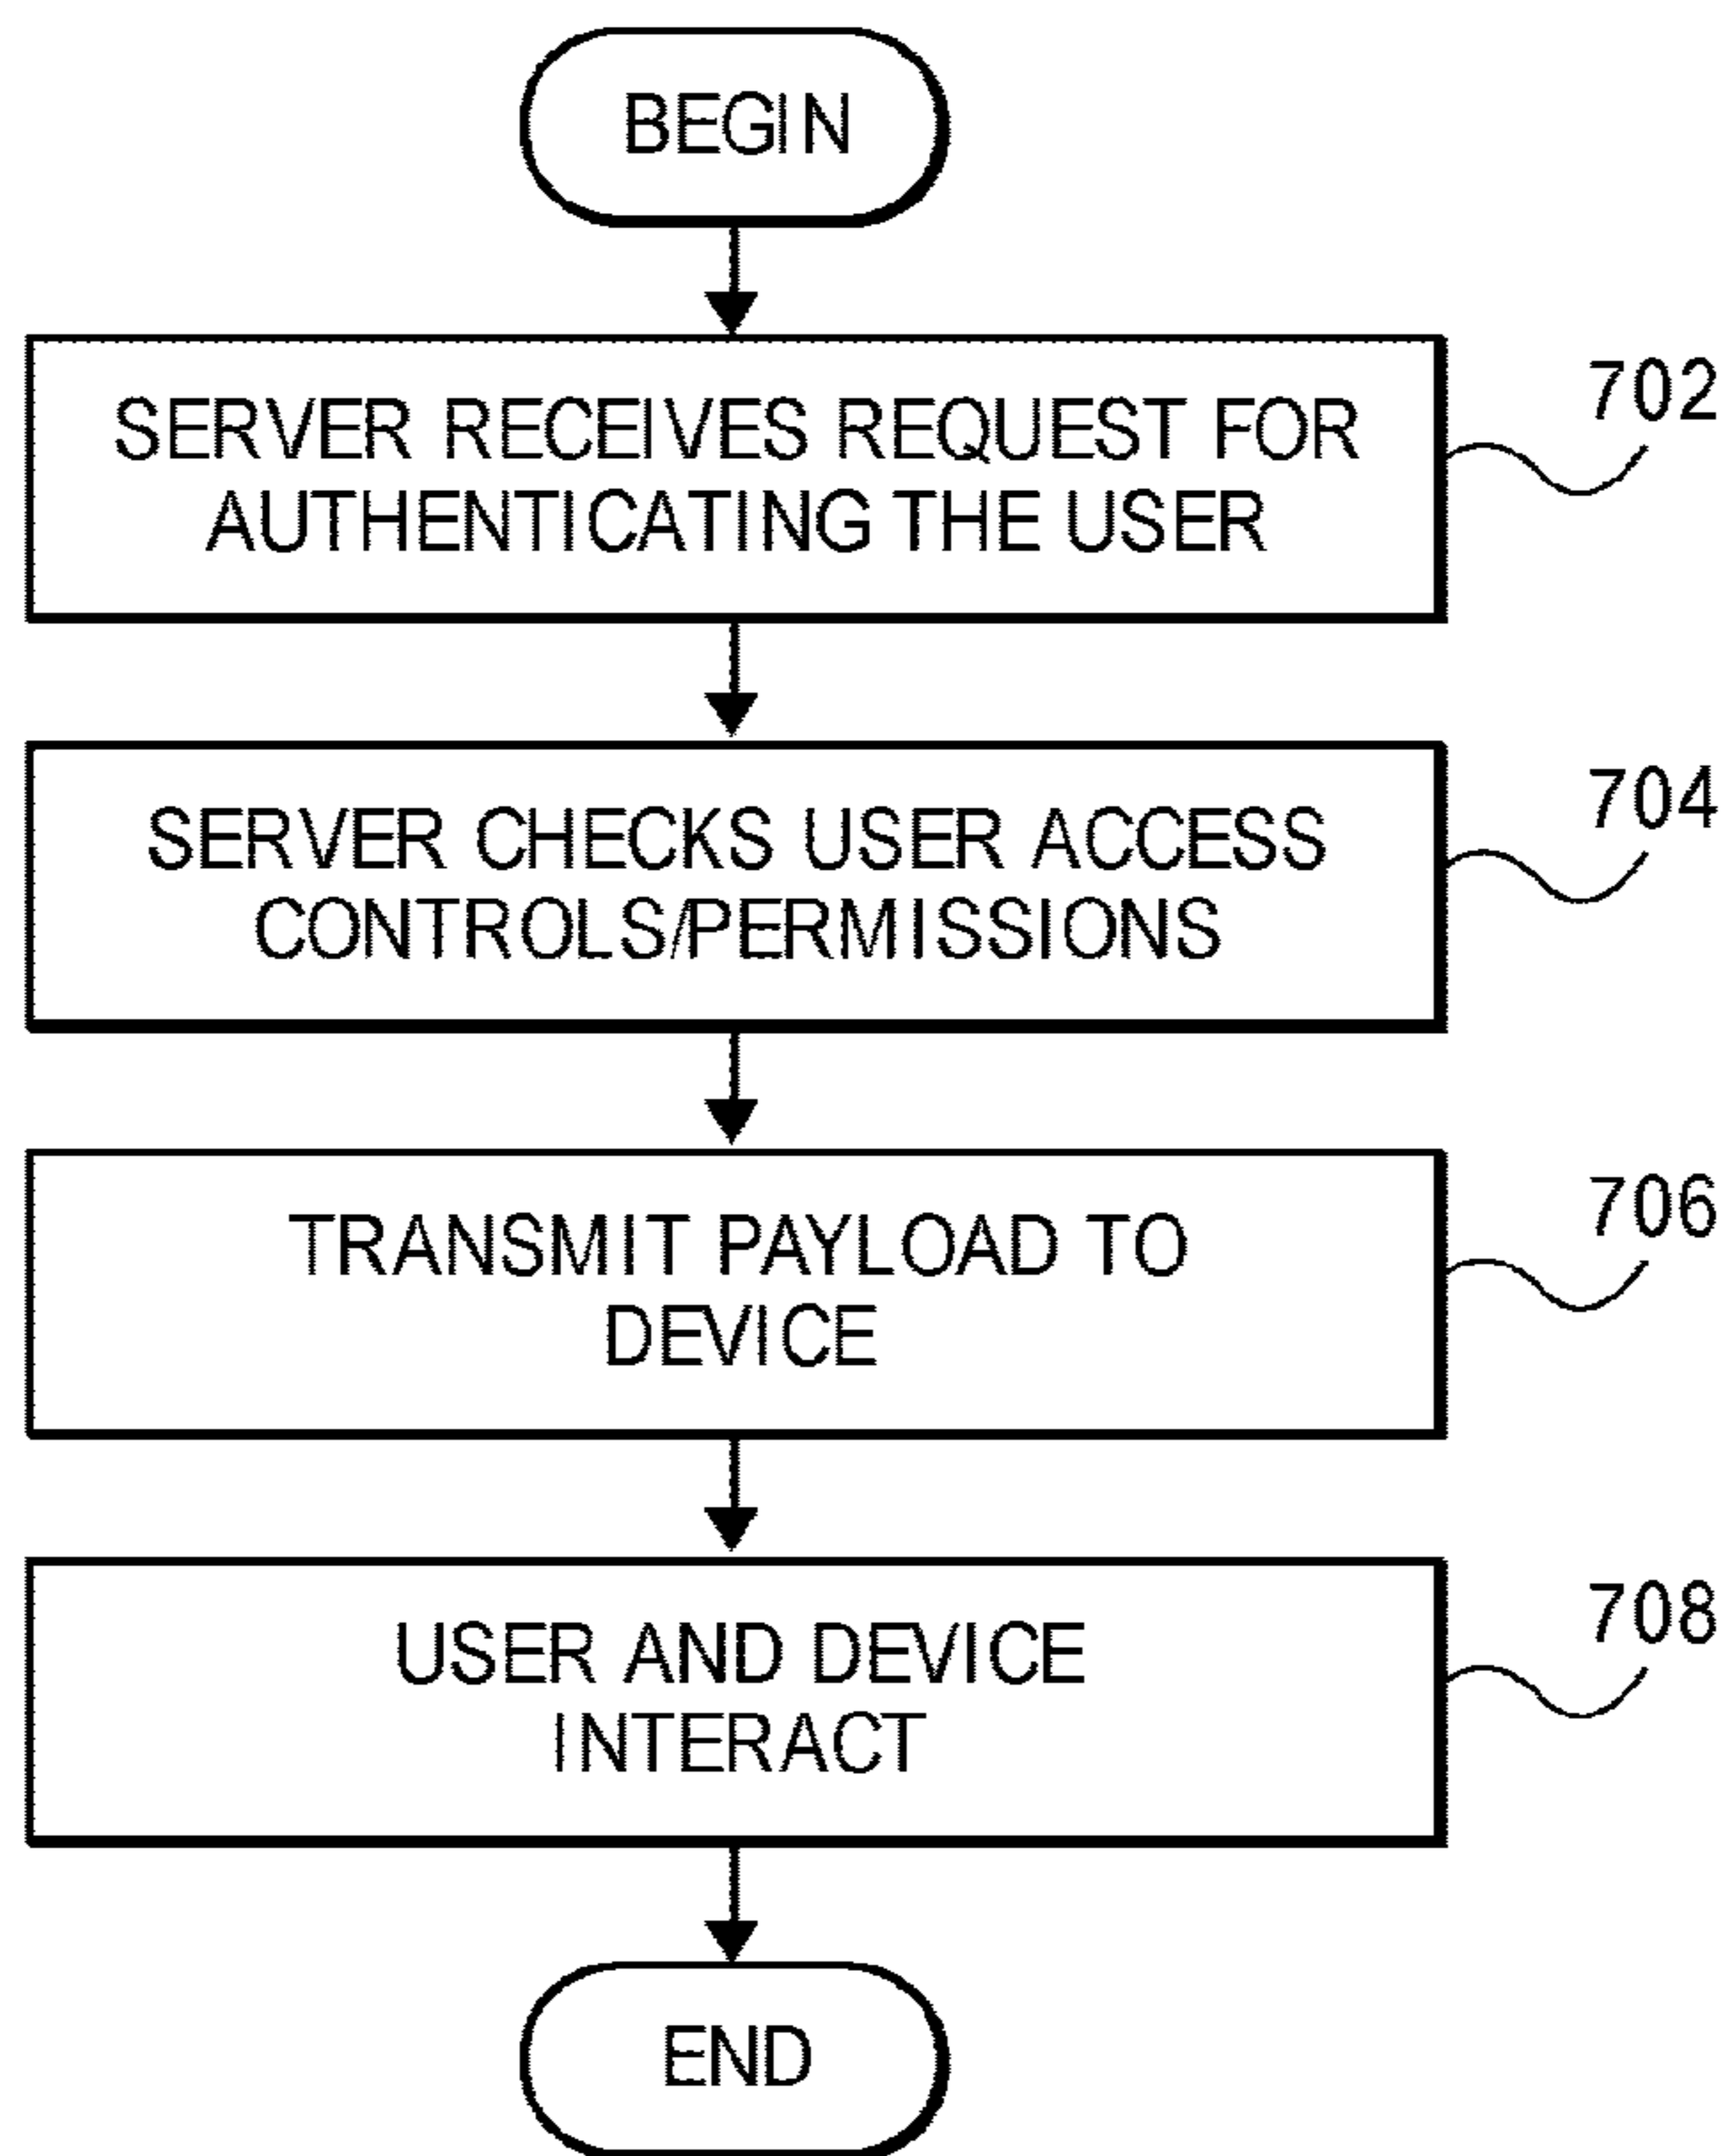 BEGIN
SERVER RECEIVES REQUEST FOR
AUTHENTICATING THE USER
702
SERVER CHECKS USER ACCESS
CONTROLS/PERMISSIONS
704
TRANSMIT PAYLOAD TO
DEVICE
706
USER AND DEVICE
INTERACT
708
END